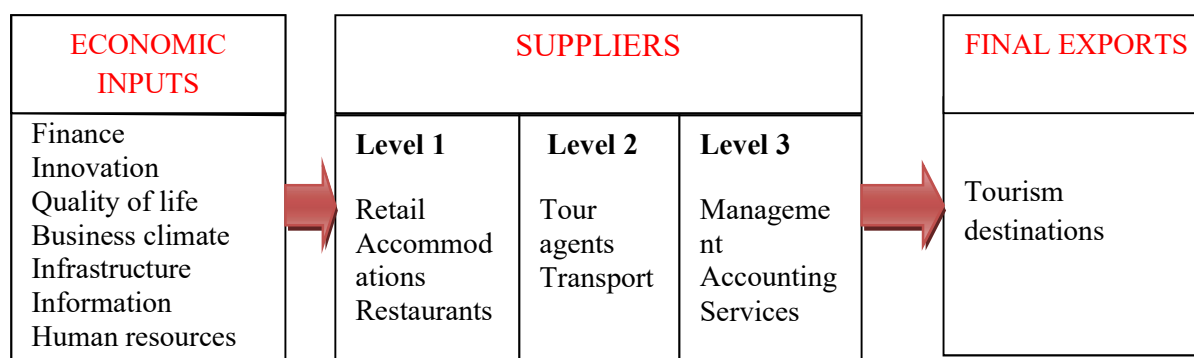 ECONOMIC
INPUTS
Finance
Innovation
Quality of life
Business climate
Infrastructure
Information
Human resources
SUPPLIERS
Level 1
Retail
Accommod
ations
Restaurants
Level 2
Tour
agents
Transport
Level 3
Manageme
nt
Accounting
Services
FINAL EXPORTS
Tourism
destinations